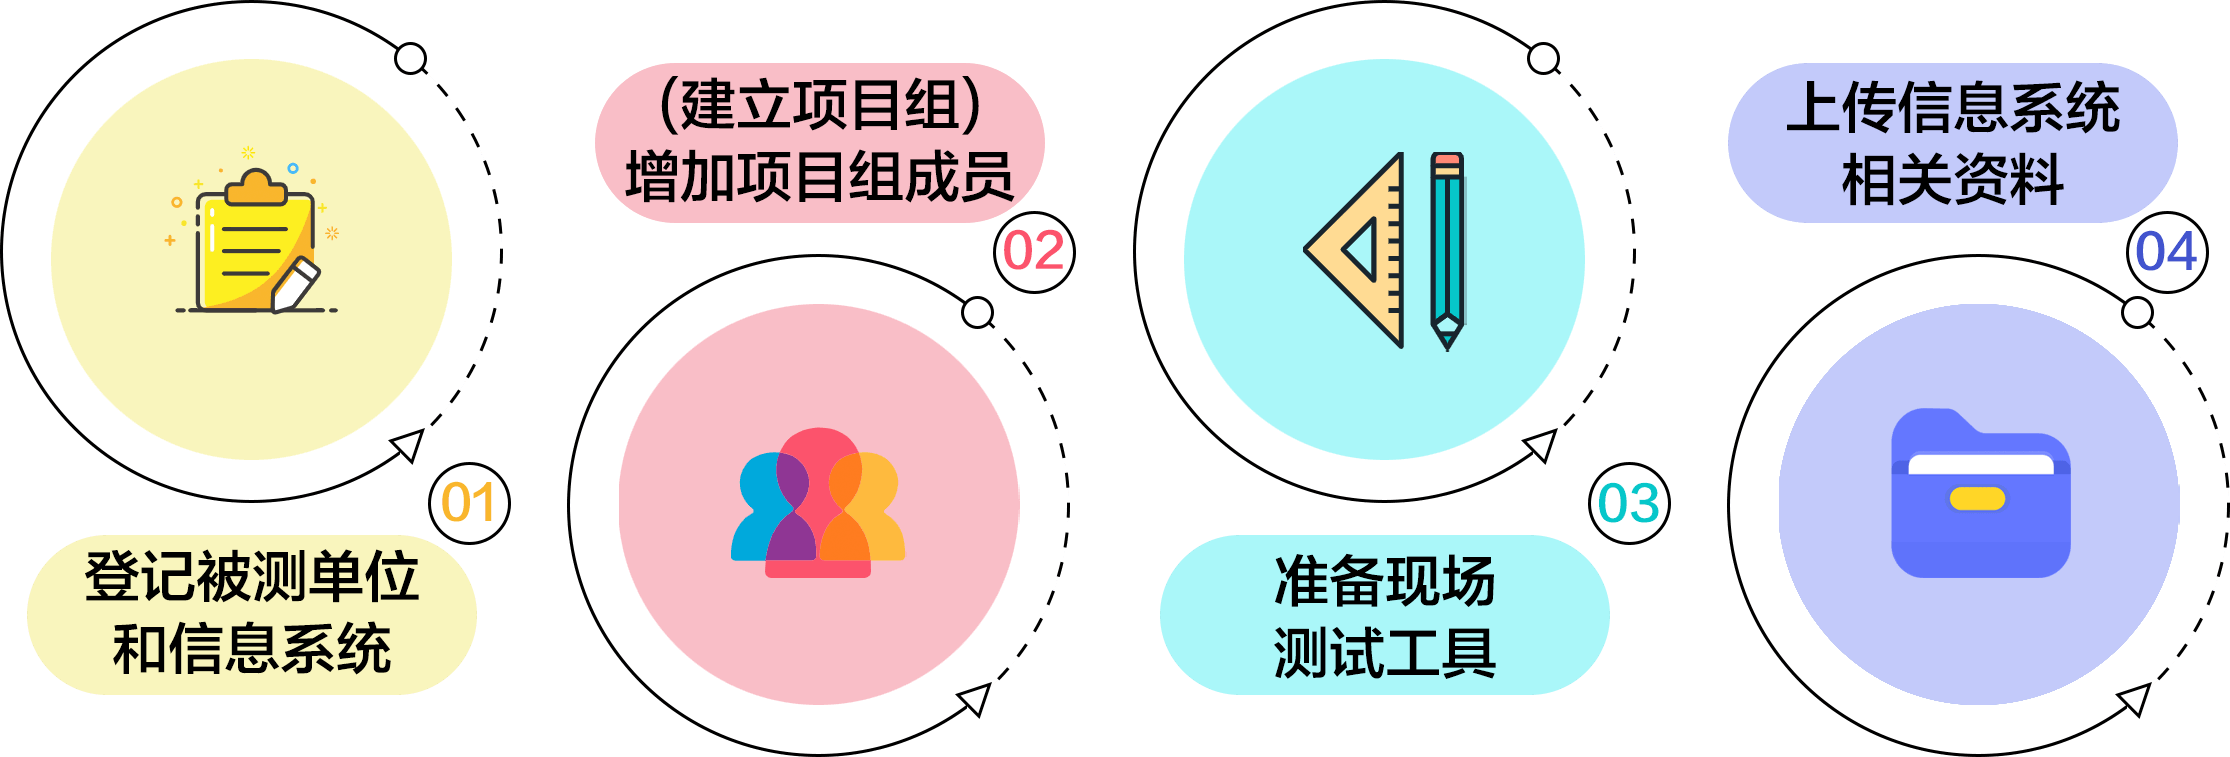 01
登记被测单位
和信息系统
（建立项目组）
增加项目组成员
02
03
准备现场
测试工具
上传信息系统
相关资料
04